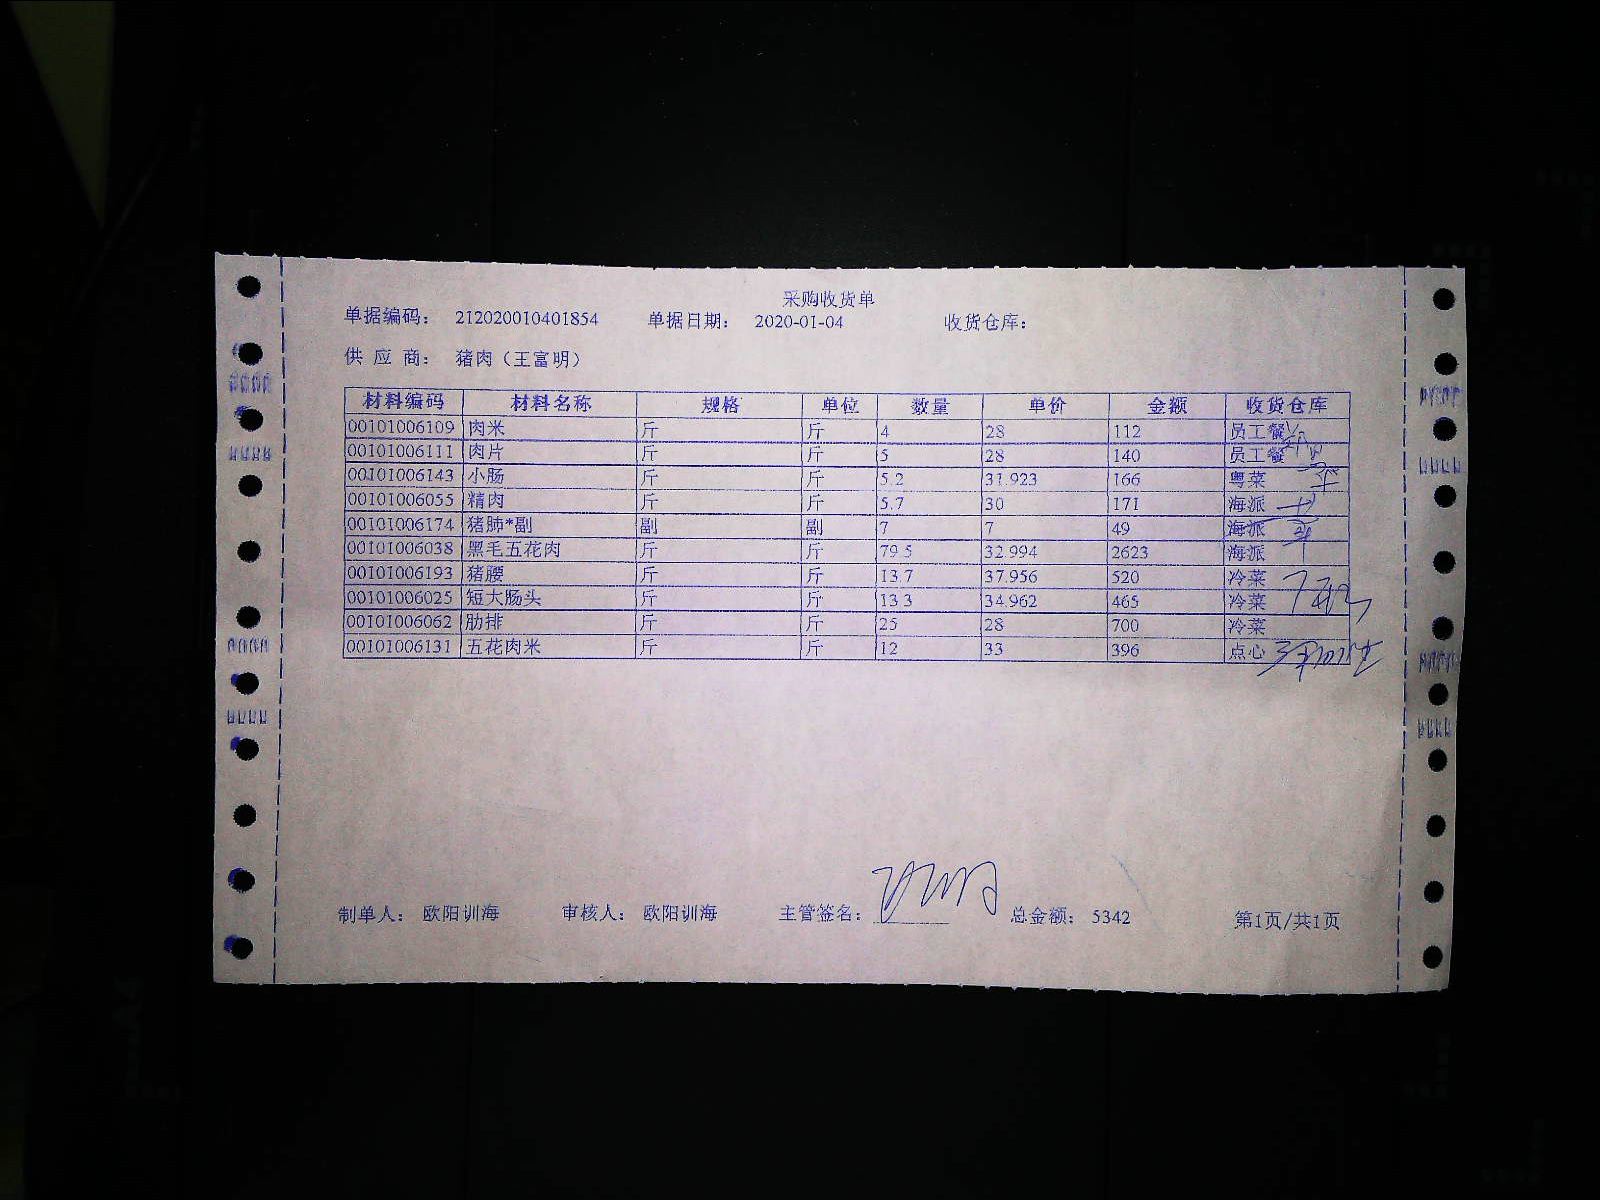 采购收货单
单据编码： 212020010401854 单据日期： 2020-01-04 收货仓库：
供 应 商： 猪肉（王富明）
材料编码 材料名称 规格 单位 数量 单价 金额 收货仓库
00101006109 肉米 斤 斤 4 28 112 员工餐
00101006111 肉片 斤 斤 5 28 140 员工餐
00101006143 小肠 斤 斤 5.2 31.923 166 粤菜
00101006055 精肉 斤 斤 5.7 30 171 海派
00101006174 猪肺*副 副 副 7 7 49 海派
00101006038 黑毛五花肉 斤 斤 79.5 32.994 2623 海派
00101006193 猪腰 斤 斤 13.7 37.956 520 冷菜
00101006025 短大肠头 斤 斤 13.3 34.962 465 冷菜
00101006062 肋排 斤 斤 25 28 700 冷菜
00101006131 五花肉米 斤 斤 12 33 396 点心
制单人： 欧阳训海 审核人： 欧阳训海 主管签名： 总金额： 5342 第1页/共1页